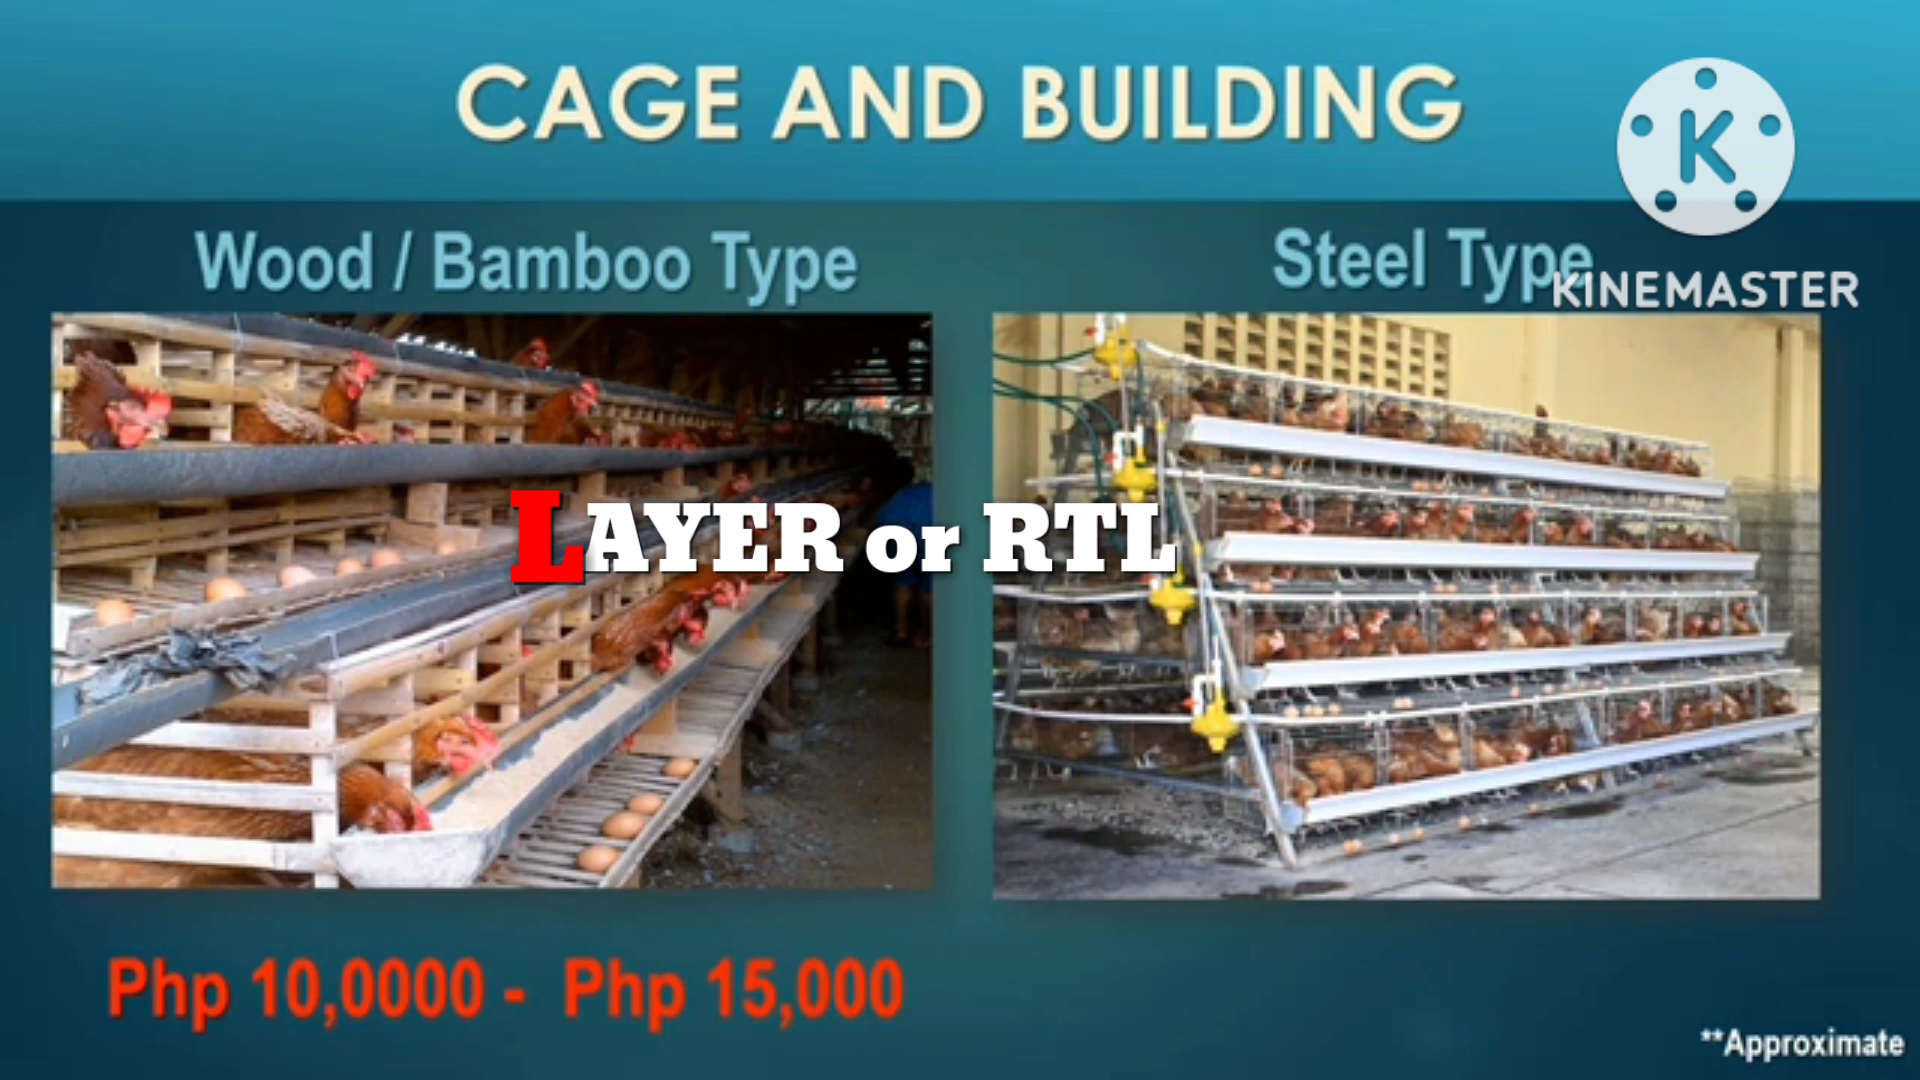 CAGE AND BUILDING
K
KINEMASTER
Wood / Bamboo Type
Steel Type
LAYER or RTL
Php 10,0000 - Php 15,000
**Approximate